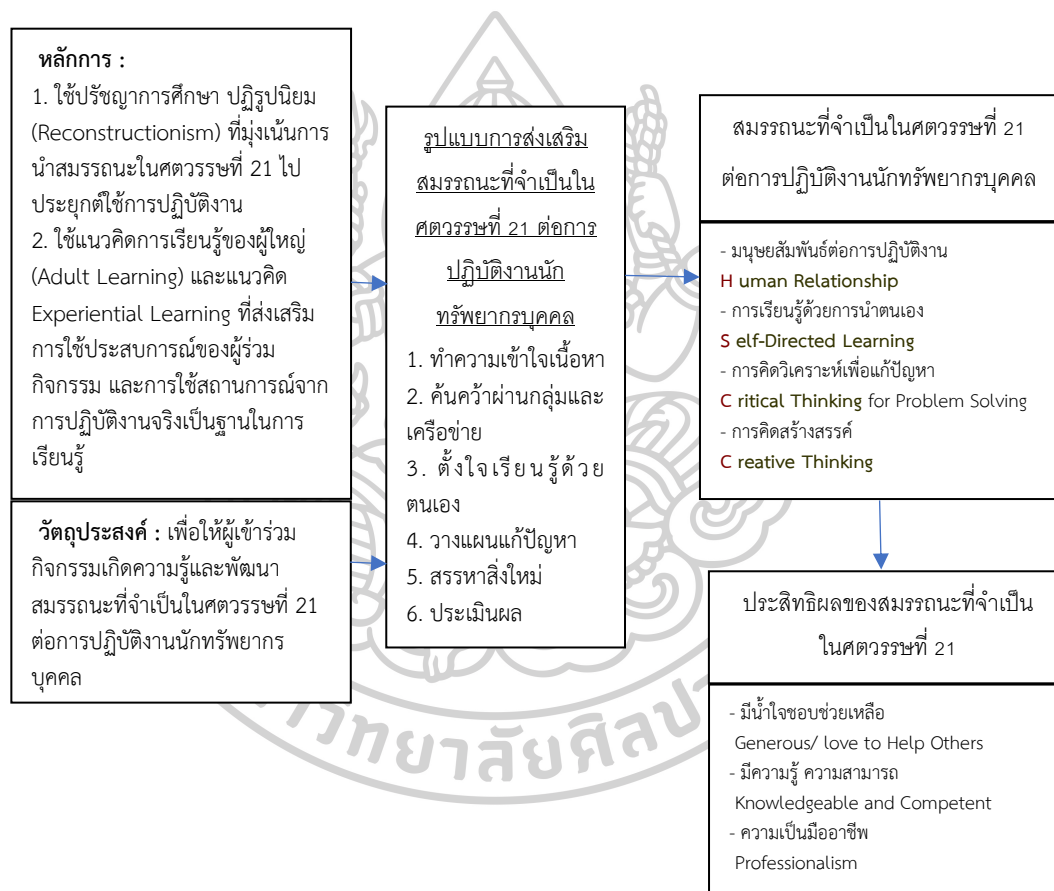 หลักการ :
1. ใช้ปรัชญาการศึกษา ปฏิรูปนิยม
(Reconstructionism) ที่มุ่งเน้นการ
นำสมรรถนะในศตวรรษที่ 21 ไป
ประยุกต์ใช้การปฏิบัติงาน
2. ใช้แนวคิดการเรียนรู้ของผู้ใหญ่
(Adult Learning) และแนวคิด
Experiential Learning ที่ส่งเสริม
การใช้ประสบการณ์ของผู้ร่วม
กิจกรรม และการใช้สถานการณ์จาก
การปฏิบัติงานจริงเป็นฐานในการ
เรียนรู้
วัตถุประสงค์ : เพื่อให้ผู้เข้าร่วม
กิจกรรมเกิดความรู้และพัฒนา
สมรรถนะที่จำเป็นในศตวรรษที่ 21
ต่อการปฏิบัติงานนักทรัพยากร
บุคคล
รูปแบบการส่งเสริม
สมรรถนะที่จำเป็นใน
ศตวรรษที่ 21 ต่อการ
ปฏิบัติงานนัก
ทรัพยากรบุคคล
1. ทำความเข้าใจเนื้อหา
2. ค้นคว้าผ่านกลุ่มและ
เครือข่าย
3. ตั้งใจเรียนรู้ด้วย
ตนเอง
4. วางแผนแก้ปัญหา
5. สรรหาสิ่งใหม่
6. ประเมินผล
สมรรถนะที่จำเป็นในศตวรรษที่ 21
ต่อการปฏิบัติงานนักทรัพยากรบุคคล
- มนุษยสัมพันธ์ต่อการปฏิบัติงาน
H uman Relationship
- การเรียนรู้ด้วยการนำตนเอง
S elf-Directed Learning
- การคิดวิเคราะห์เพื่อแก้ปัญหา
C ritical Thinking for Problem Solving
- การคิดสร้างสรรค์
C reative Thinking
ประสิทธิผลของสมรรถนะที่จำเป็น
ในศตวรรษที่ 21
- มีน้ำใจชอบช่วยเหลือ
Generous/ love to Help Others
- มีความรู้ ความสามารถ
Knowledgeable and Competent
- ความเป็นมืออาชีพ
Professionalism